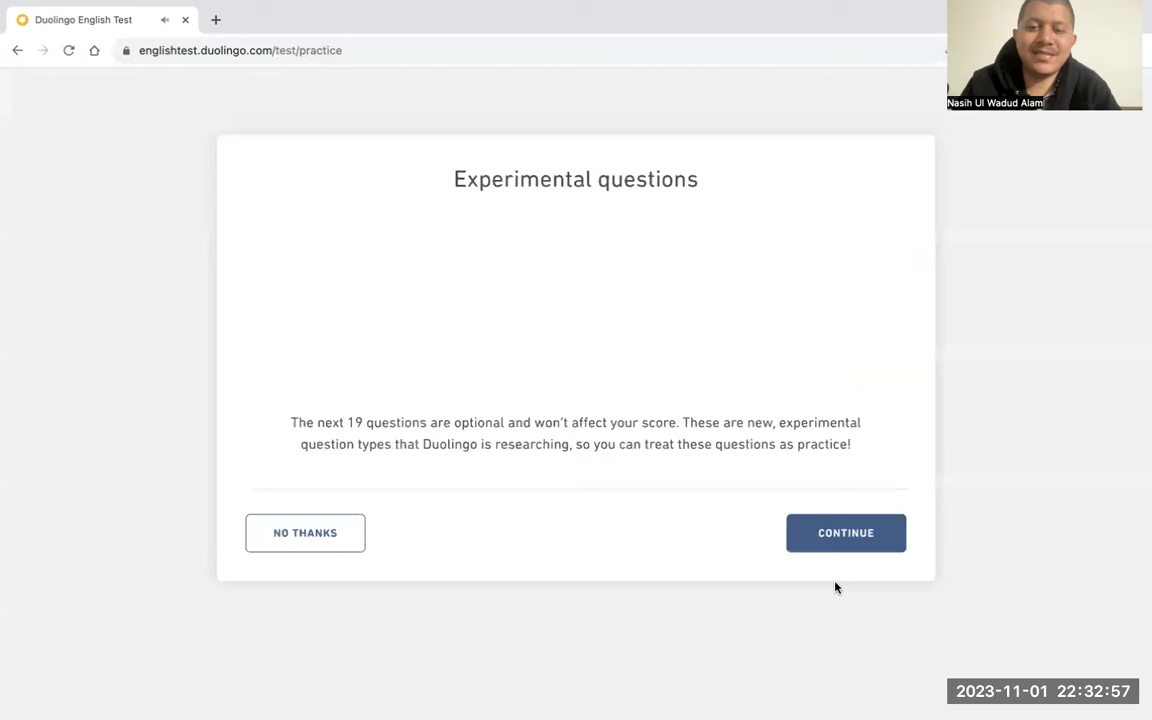 Duolingo English Test
englishtest.duolingo.com/test/practice
Nasih Ul Wadud Alam
Experimental questions
The next 19 questions are optional and won't affect your score. These are new, experimental
question types that Duolingo is researching, so you can treat these questions as practice!
NO THANKS
CONTINUE
2023-11-01 22:32:57